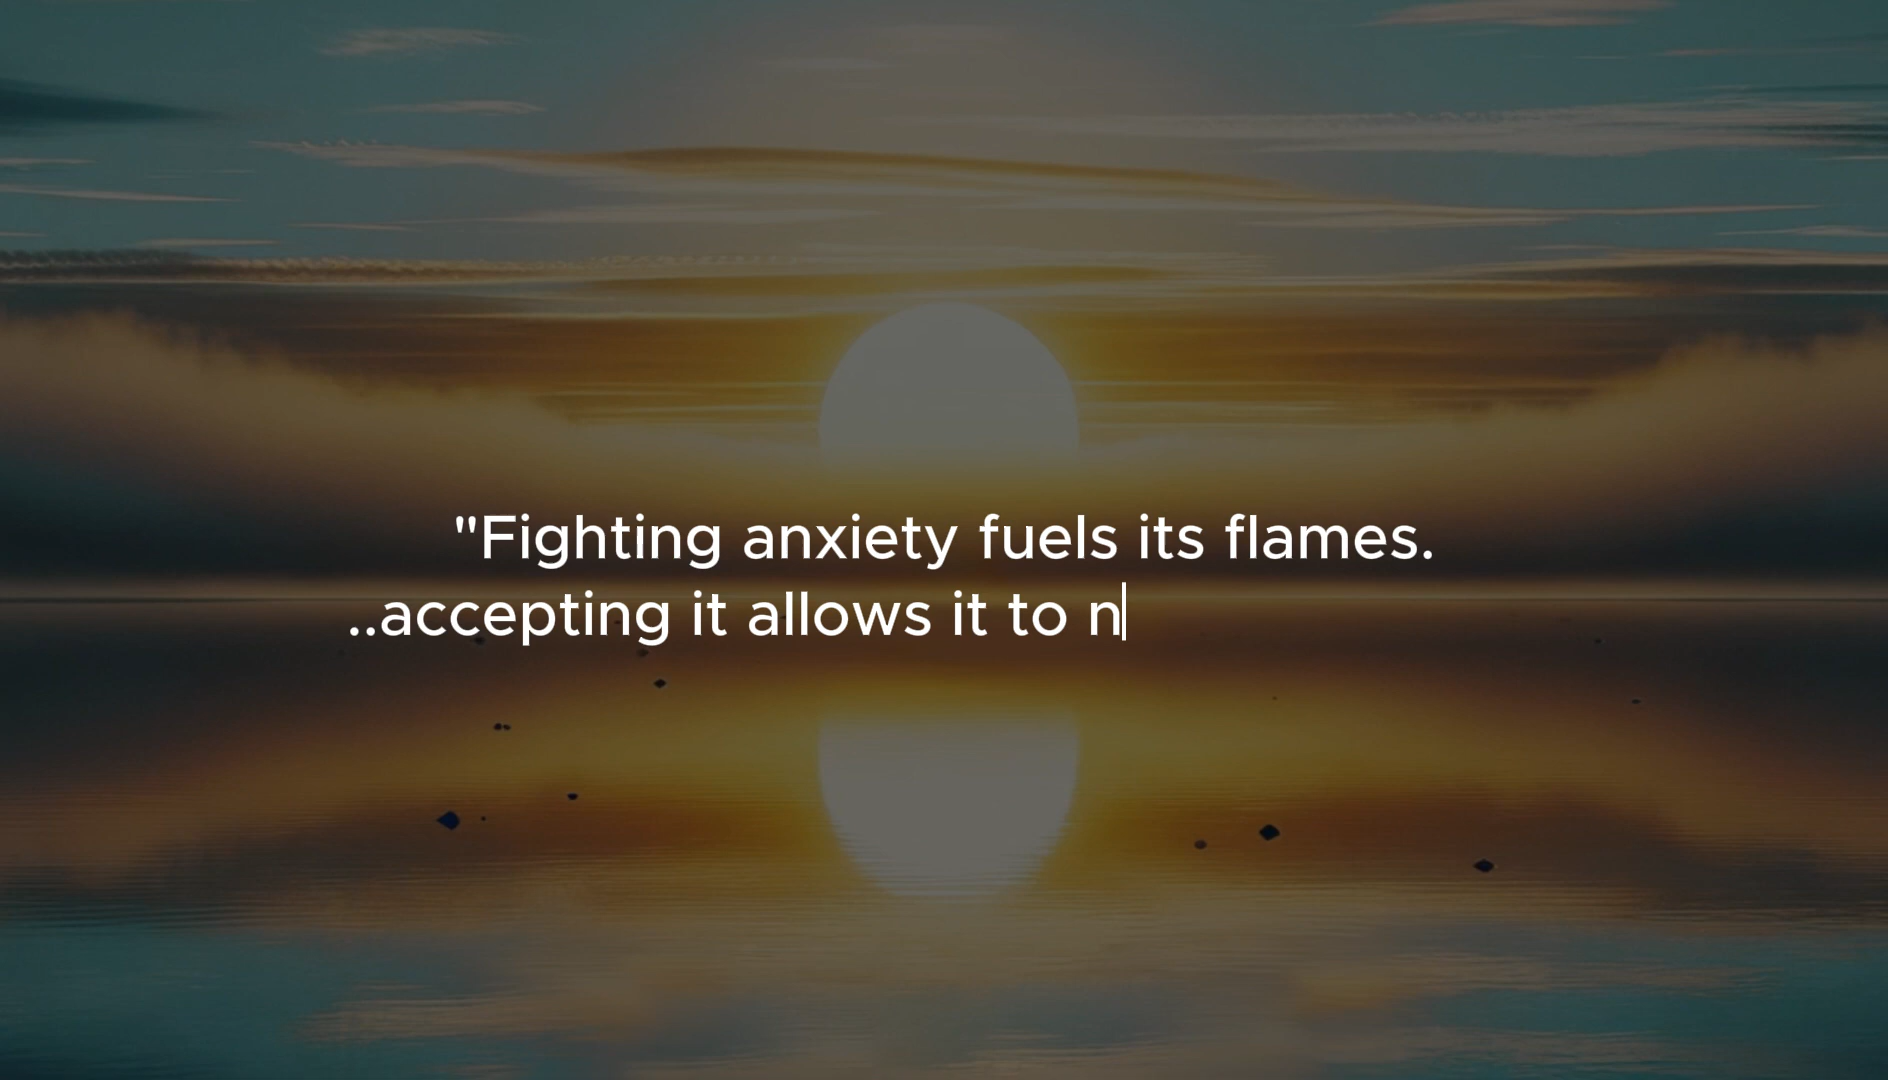 "Fighting anxiety fuels its flames.
..accepting it allows it to n